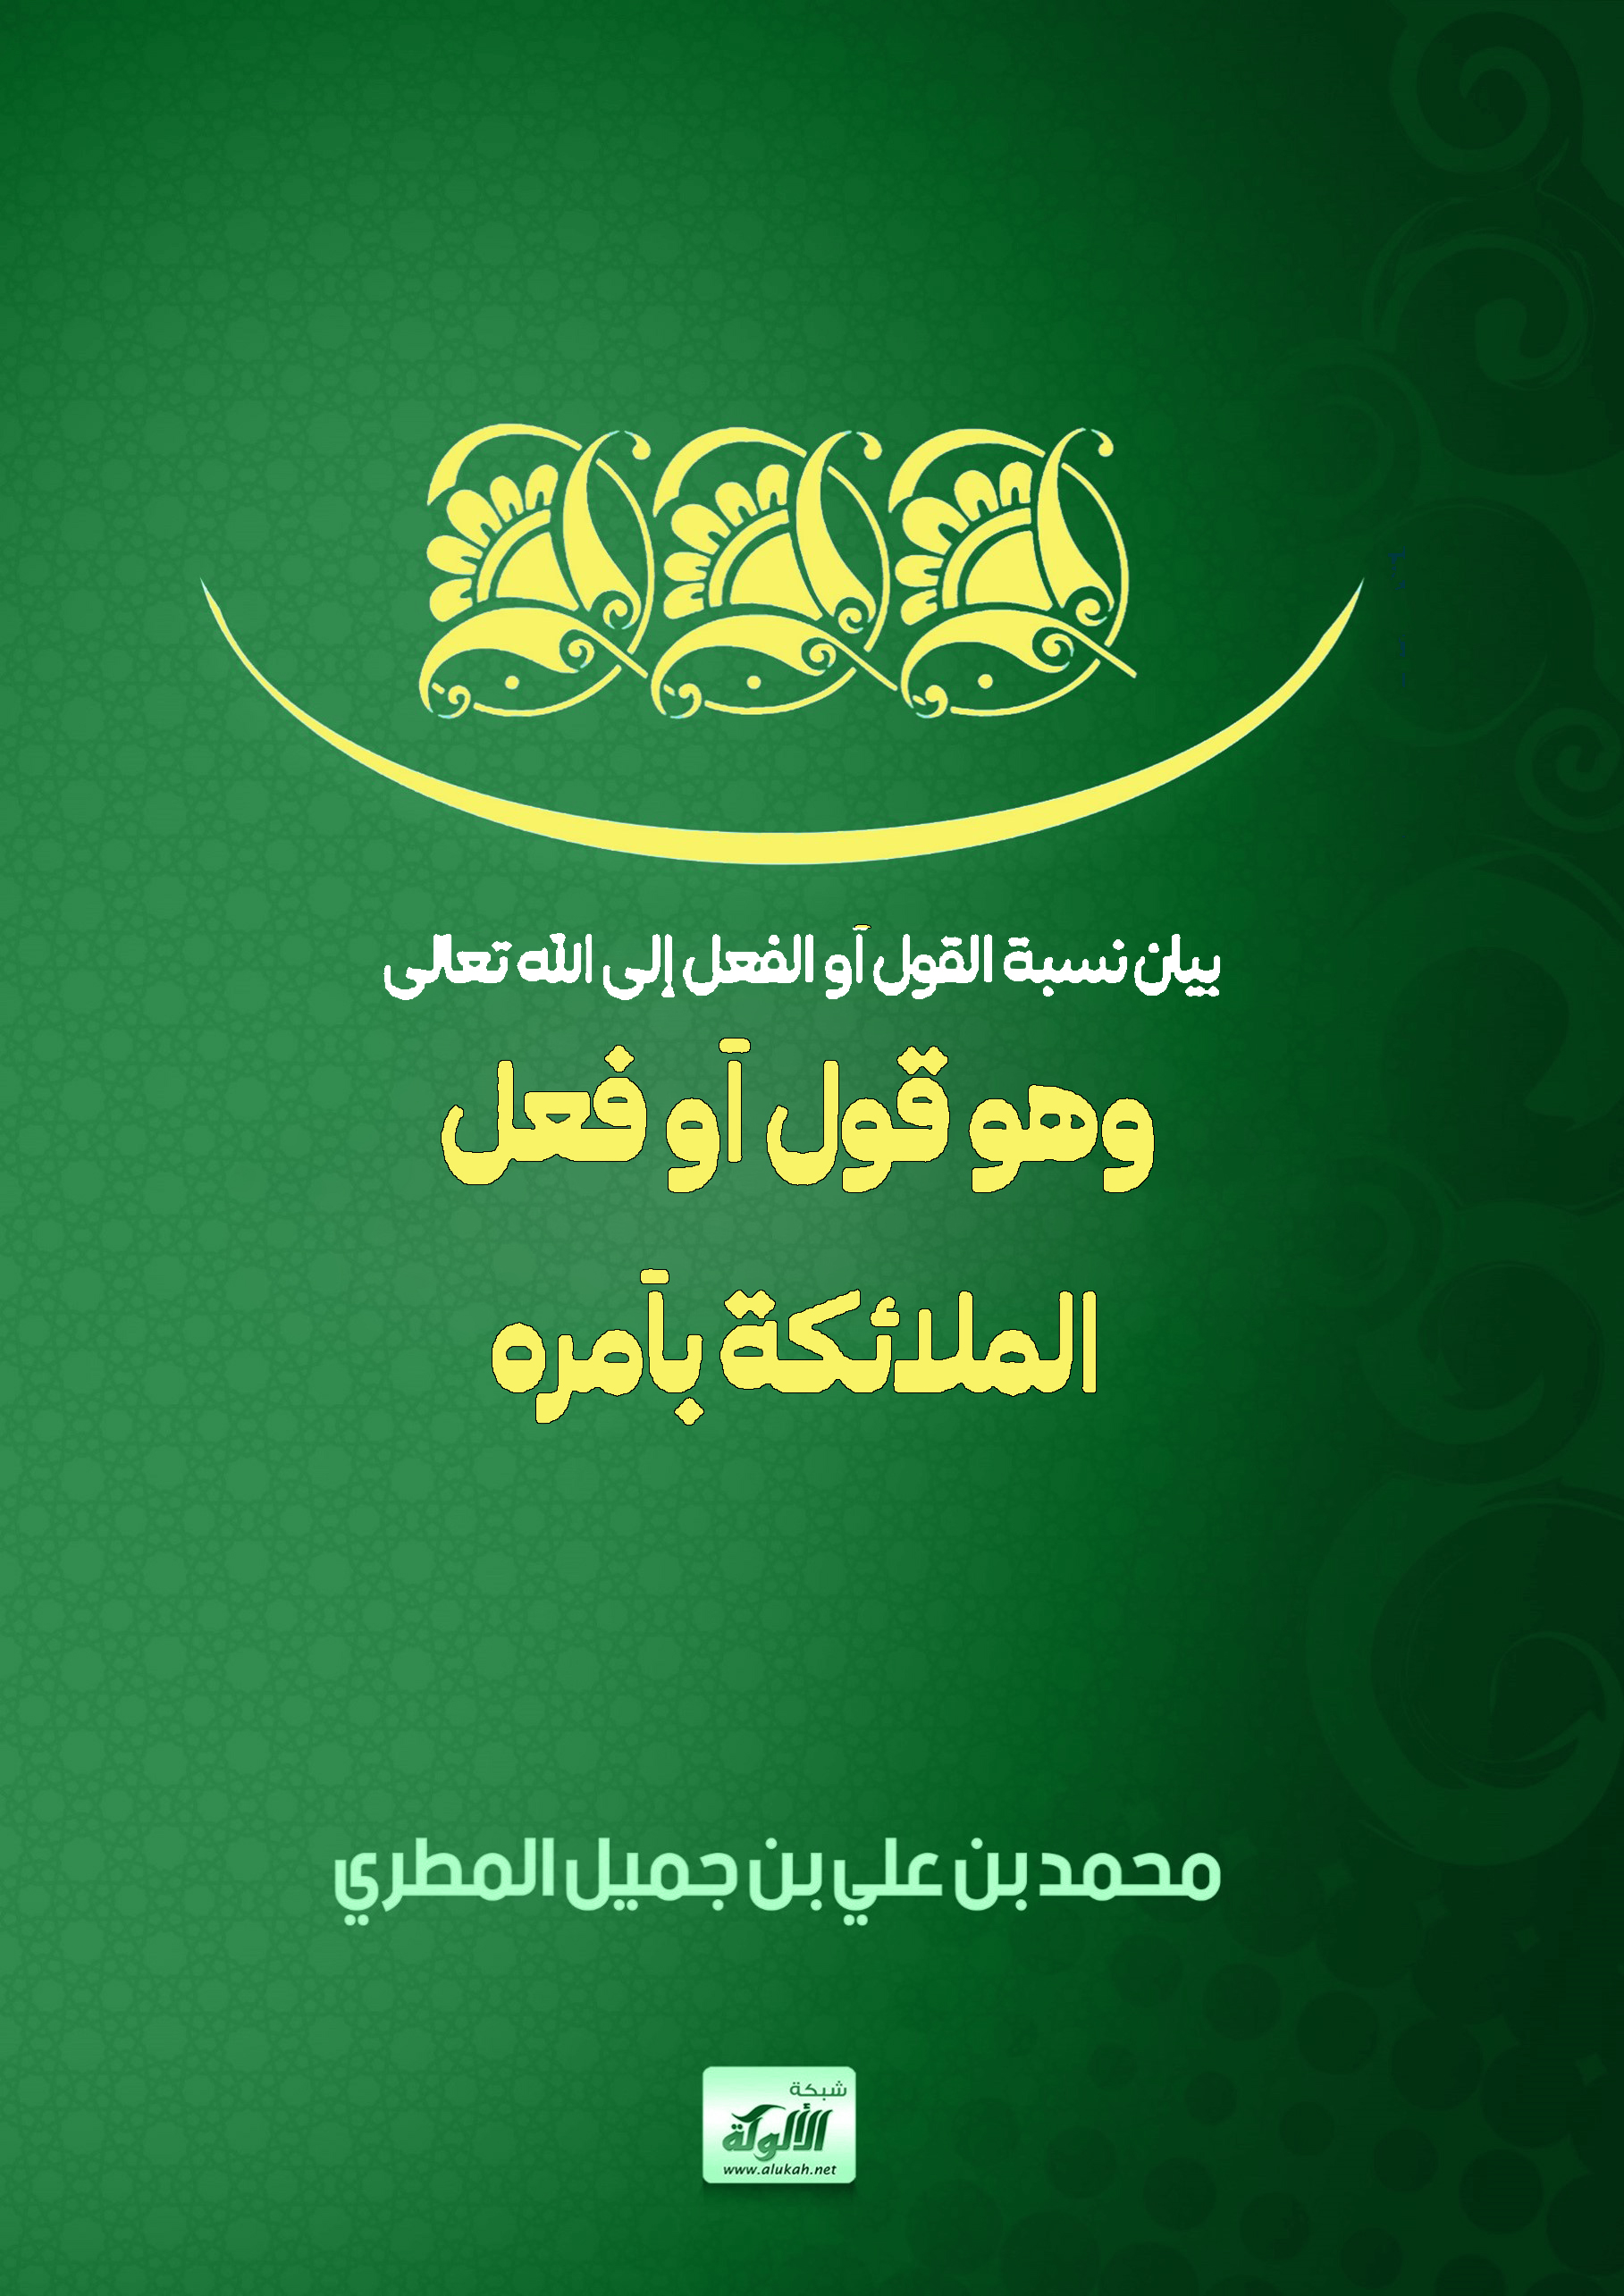 بيان نسبة القول أو الفعل إلى الله تعالى
وهو قول أو فعل
الملائكة بأمره
محمد بن علي بن جميل المطري
شبكة
الألوكة
www.alukah.net